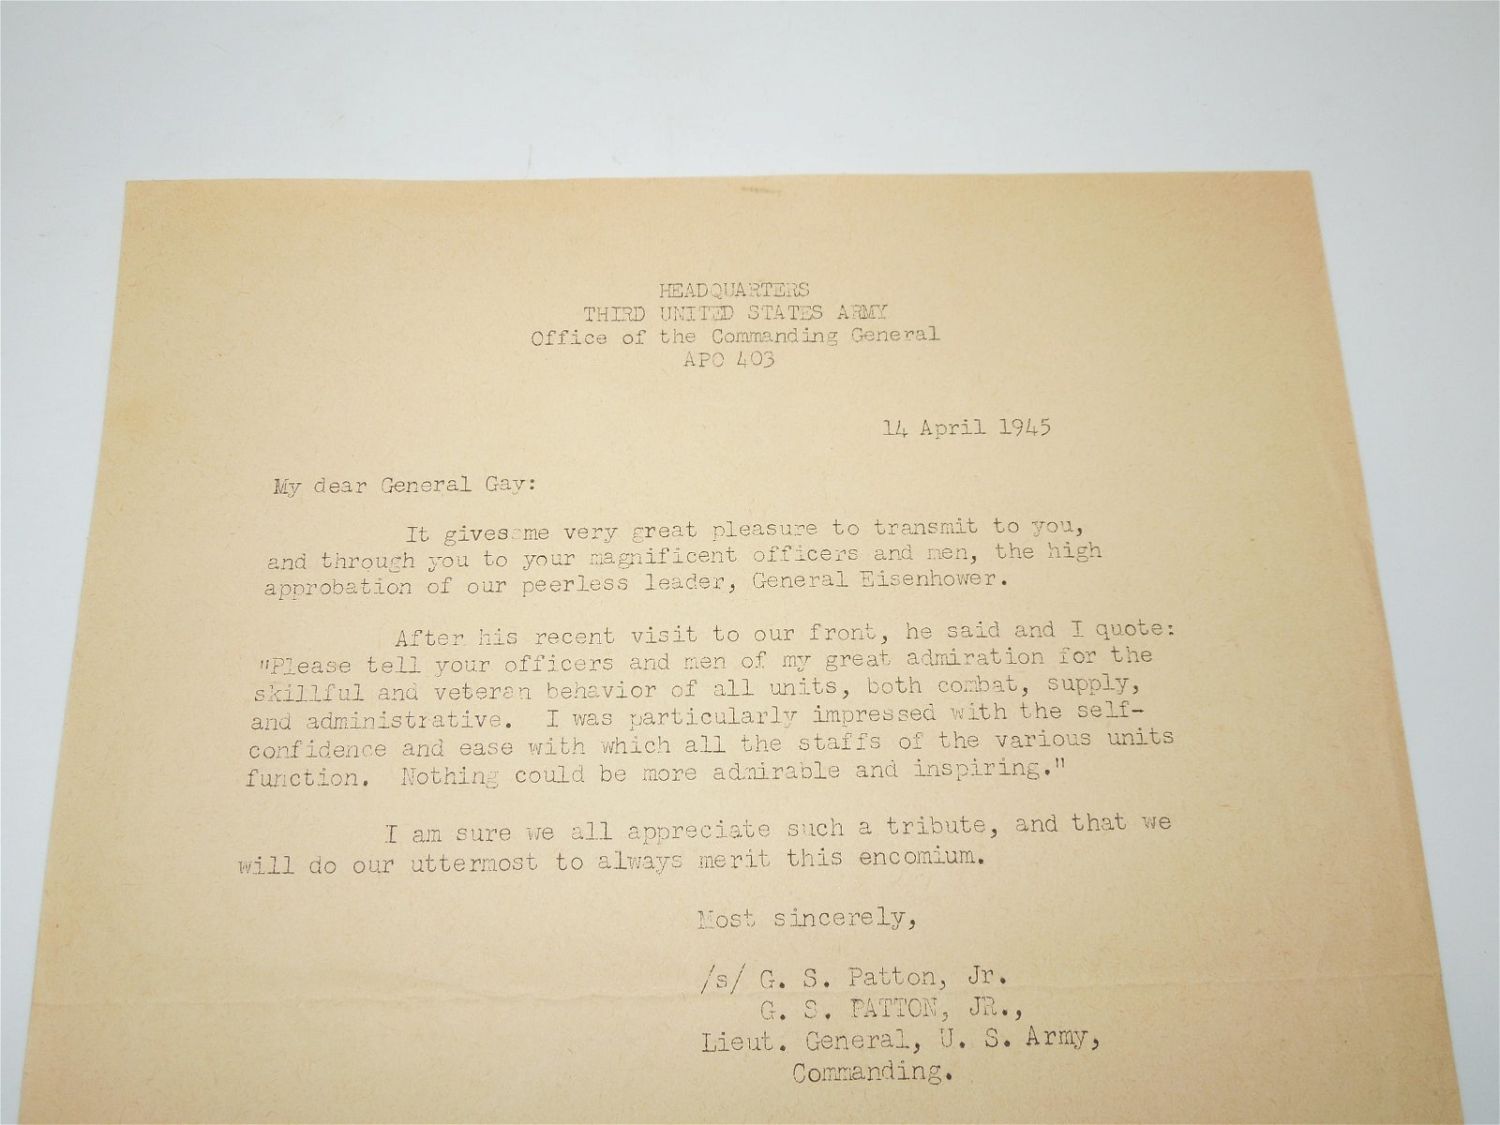 HEADQUARTERS
THIRD UNITED STATES ARMY
Office of the Commanding General
APO 403
14 April 1945
My dear General Gay:
It gives me very great pleasure to transmit to you,
and through you to your magnificent officers and men, the high
approbation of our peerless leader, General Eisenhower.
After his recent visit to our front, he said and I quote:
"Please tell your officers and men of my great admiration for the
skillful and veteran behavior of all units, both combat, supply,
and administrative. I was particularly impressed with the self-
confidence and ease with which all the staffs of the various units
function. Nothing could be more admirable and inspiring."
I am sure we all appreciate such a tribute, and that we
will do our uttermost to always merit this encomium.
Most sincerely,
/s/ G. S. Patton, Jr.
G. S. PATTON, JR.,
Lieut. General, U. S. Army,
Commanding.